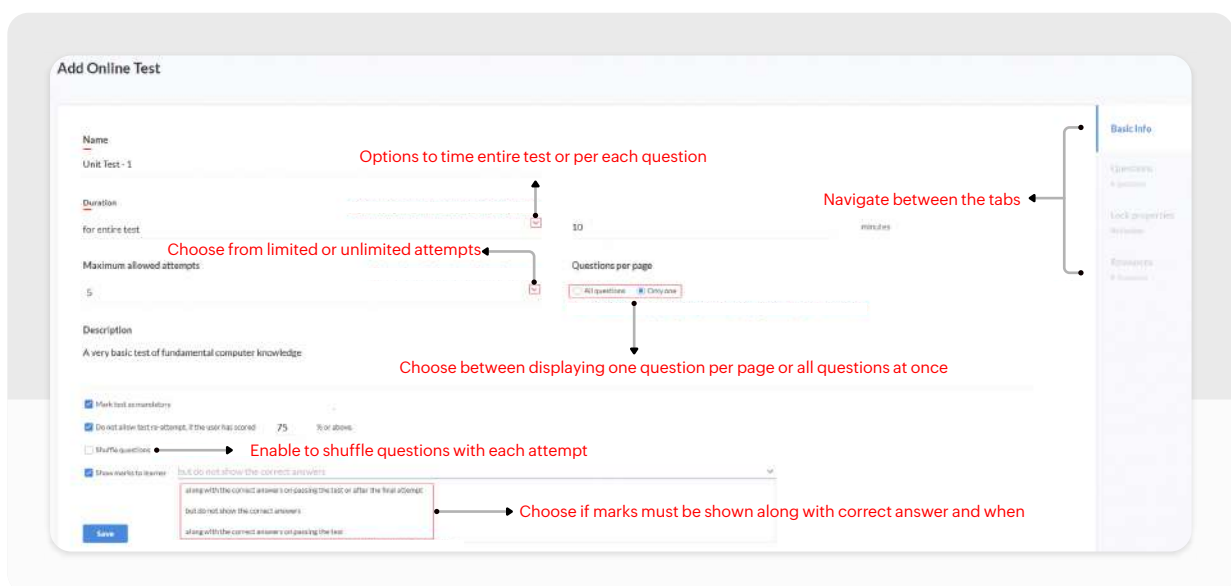 Add Online Test
Basic Info
Name
Unit Test - 1
Options to time entire test or per each question
Questions
Navigate between the tabs
Duration
for entire test
10
minutes
Lock properties
Choose from limited or unlimited attempts
Maximum allowed attempts
Questions per page
Resources
5
All questions
Only one
Description
A very basic test of fundamental computer knowledge
Choose between displaying one question per page or all questions at once
Mark test as mandatory
Do not allow test re-attempt, if the user has scored 75 % or above.
Shuffle questions
Enable to shuffle questions with each attempt
Show marks to learner
but do not show the correct answers
along with the correct answers on passing the test or after the final attempt
but do not show the correct answers
Choose if marks must be shown along with correct answer and when
along with the correct answers on passing the test
Save